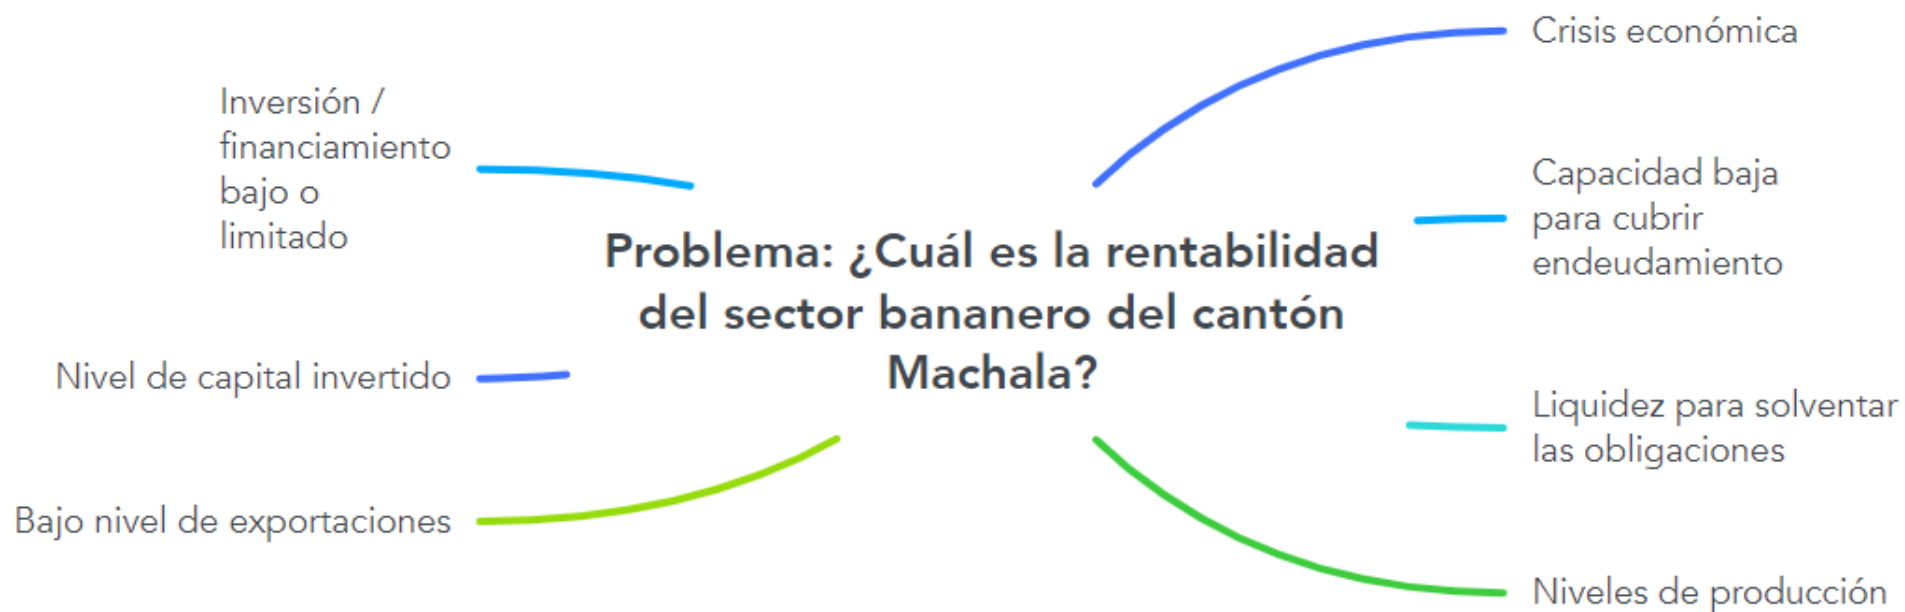 Problema: ¿Cuál es la rentabilidad
del sector bananero del cantón
Machala?
Crisis económica
Capacidad baja
para cubrir
endeudamiento
Liquidez para solventar
las obligaciones
Niveles de producción
Inversión /
financiamiento
bajo o
limitado
Nivel de capital invertido
Bajo nivel de exportaciones